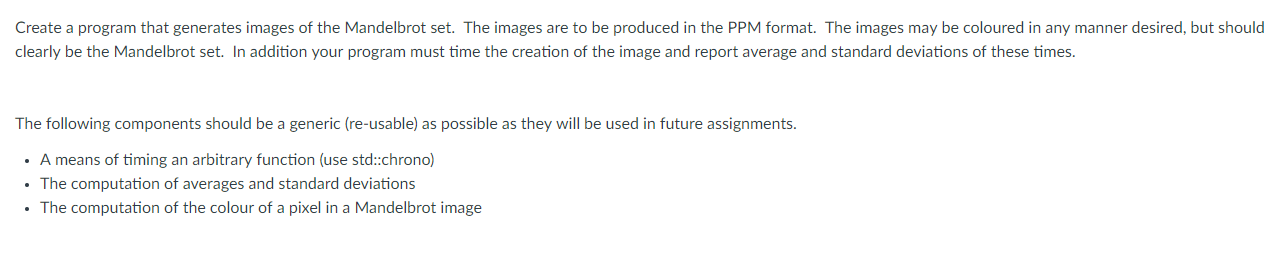 Create a program that generates images of the Mandelbrot set.  The images are to be produced in the PPM format.  The images may be coloured in any manner desired, but should
clearly be the Mandelbrot set.  In addition your program must time the creation of the image and report average and standard deviations of these times.
The following components should be a generic (re-usable) as possible as they will be used in future assignments.
• A means of timing an arbitrary function (use std::chrono)
• The computation of averages and standard deviations
• The computation of the colour of a pixel in a Mandelbrot image